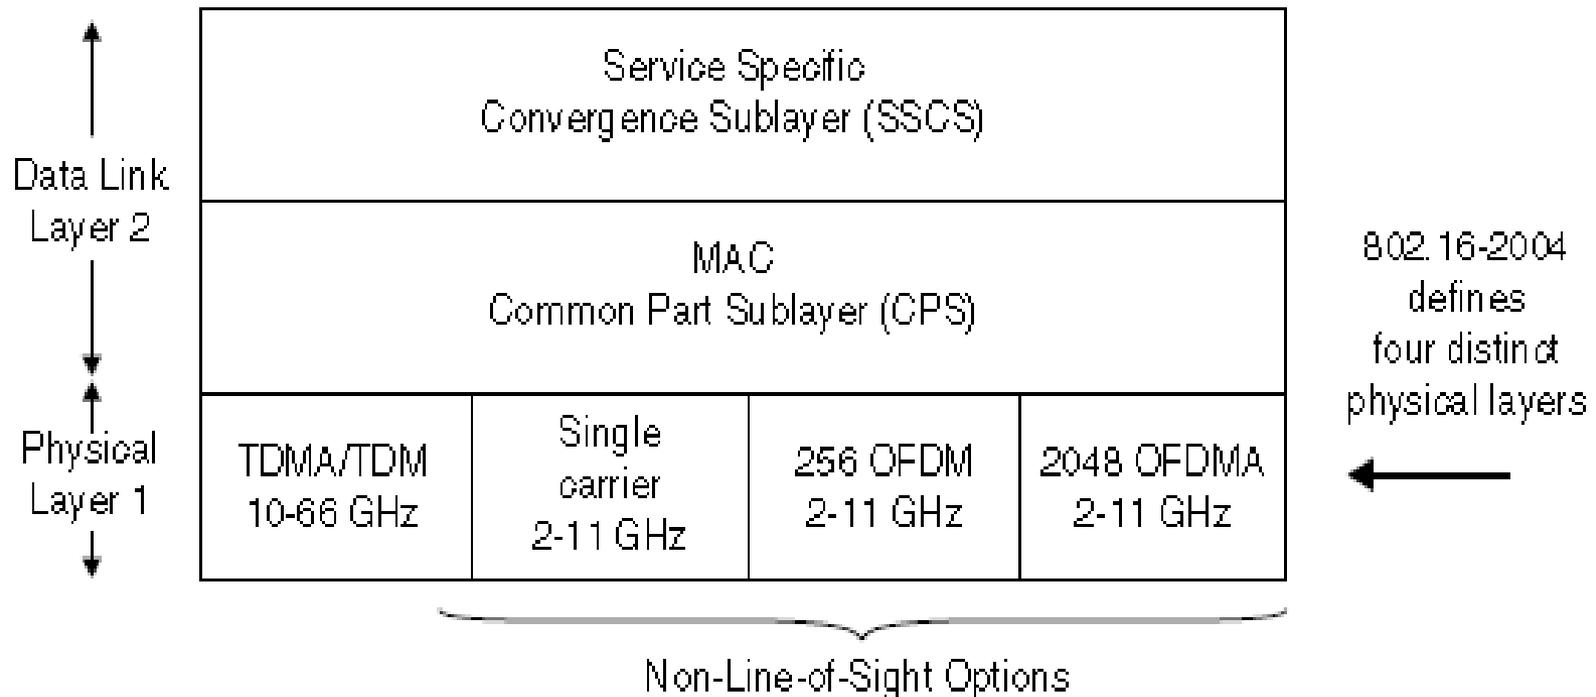 Service Specific
Convergence Sublayer (SSCS)
Data Link
Layer 2
MAC
Common Part Sublayer (CPS)
802.16-2004
defines
four distinct
physical layers
Physical
Layer 1
TDMA/TDM
10-66 GHz
Single
carrier
2-11 GHz
256 OFDM
2-11 GHz
2048 OFDMA
2-11 GHz
Non-Line-of-Sight Options